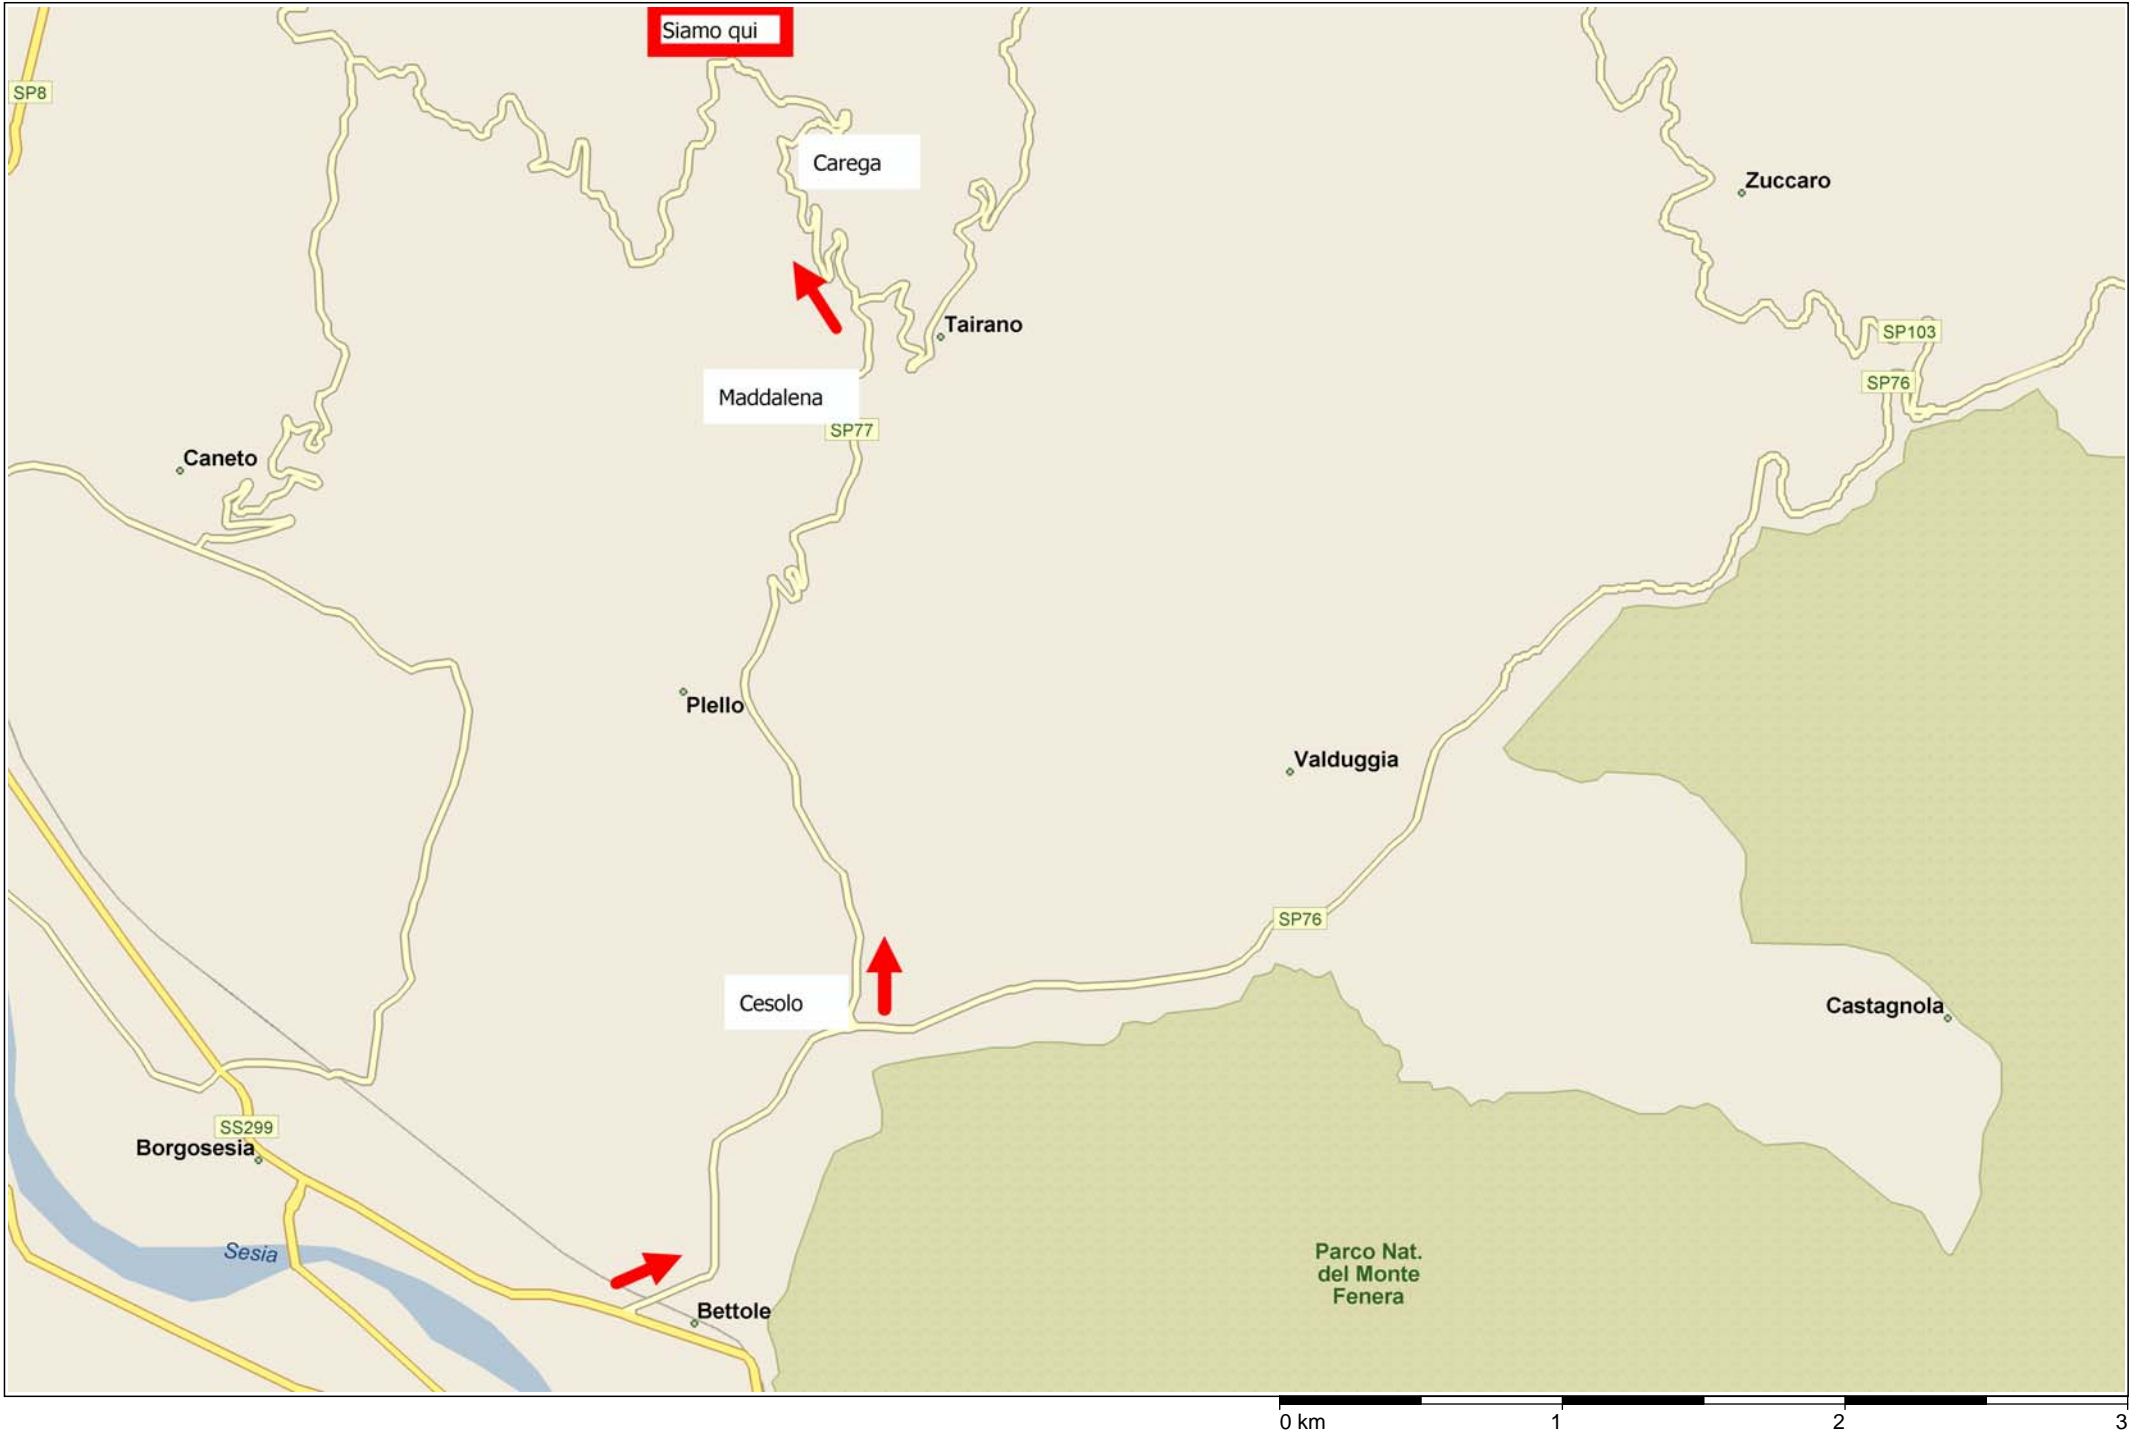 Siamo qui
SP8
Carega
Zuccaro
Tairano
SP103
SP76
Maddalena
SP77
Caneto
Plello
Valduggia
SP76
Cesolo
Castagnola
SS299
Borgosesia
Sesia
Parco Nat.
del Monte
Fenera
Bettole
0 km 1 2 3